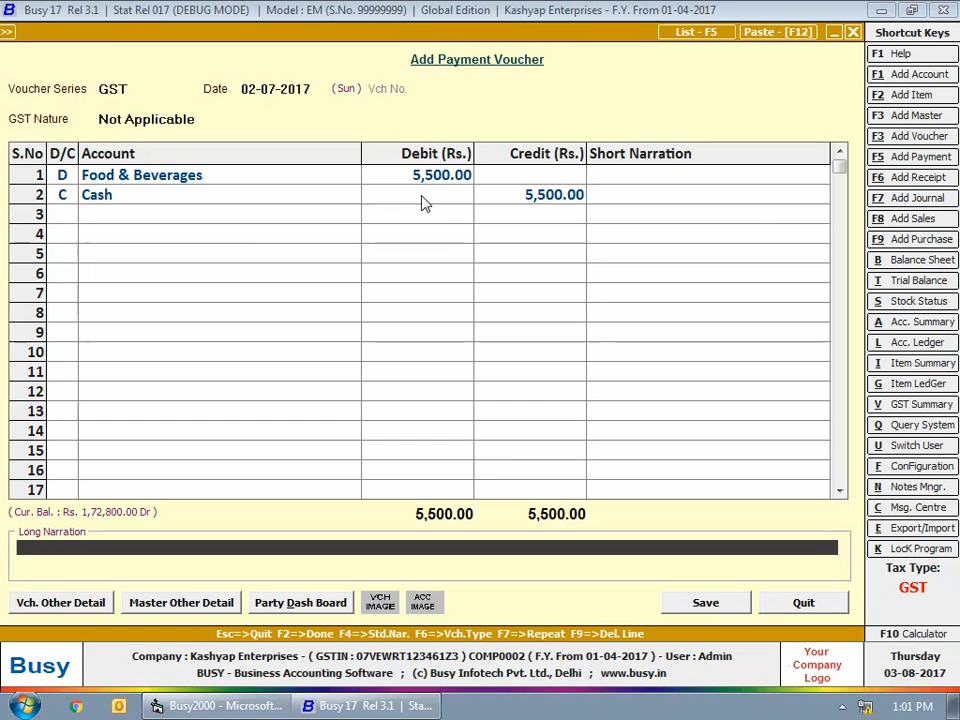 Busy 17 Rel 3.1 | Stat Rel 017 (DEBUG MODE) | Model : EM (S.No. 99999999) | Global Edition | Kashyap Enterprises - F.Y. From 01-04-2017
>> List - F5 Paste - [F12]
Add Payment Voucher
Voucher Series GST Date 02-07-2017 ( Sun ) Vch No.
GST Nature Not Applicable
S.No D/C Account Debit (Rs.) Credit (Rs.) Short Narration
1 D Food & Beverages 5,500.00
2 C Cash 5,500.00
3
4
5
6
7
8
9
10
11
12
13
14
15
16
17
( Cur. Bal. : Rs. 1,72,800.00 Dr ) 5,500.00 5,500.00
Long Narration
Vch. Other Detail Master Other Detail Party Dash Board VCH IMAGE ACC IMAGE Save Quit
Esc=>Quit F2=>Done F4=>Std.Nar. F6=>Vch.Type F7=>Repeat F9=>Del. Line
Busy
Company : Kashyap Enterprises - ( GSTIN : 07VEWRT123461Z3 ) COMP0002 ( F.Y. From 01-04-2017 ) - User : Admin
BUSY - Business Accounting Software ; (c) Busy Infotech Pvt. Ltd., Delhi ; www.busy.in
Your
Company
Logo
Shortcut Keys
F1 Help
F1 Add Account
F2 Add Item
F3 Add Master
F3 Add Voucher
F5 Add Payment
F6 Add Receipt
F7 Add Journal
F8 Add Sales
F9 Add Purchase
B Balance Sheet
T Trial Balance
S Stock Status
A Acc. Summary
L Acc. Ledger
I Item Summary
G Item LedGer
V GST Summary
Q Query System
U Switch User
F ConFiguration
N Notes Mngr.
C Msg. Centre
E Export/Import
K LocK Program
Tax Type:
GST
F10 Calculator
Thursday
03-08-2017
Busy2000 - Microsoft... Busy 17 Rel 3.1 | Sta... 1:01 PM